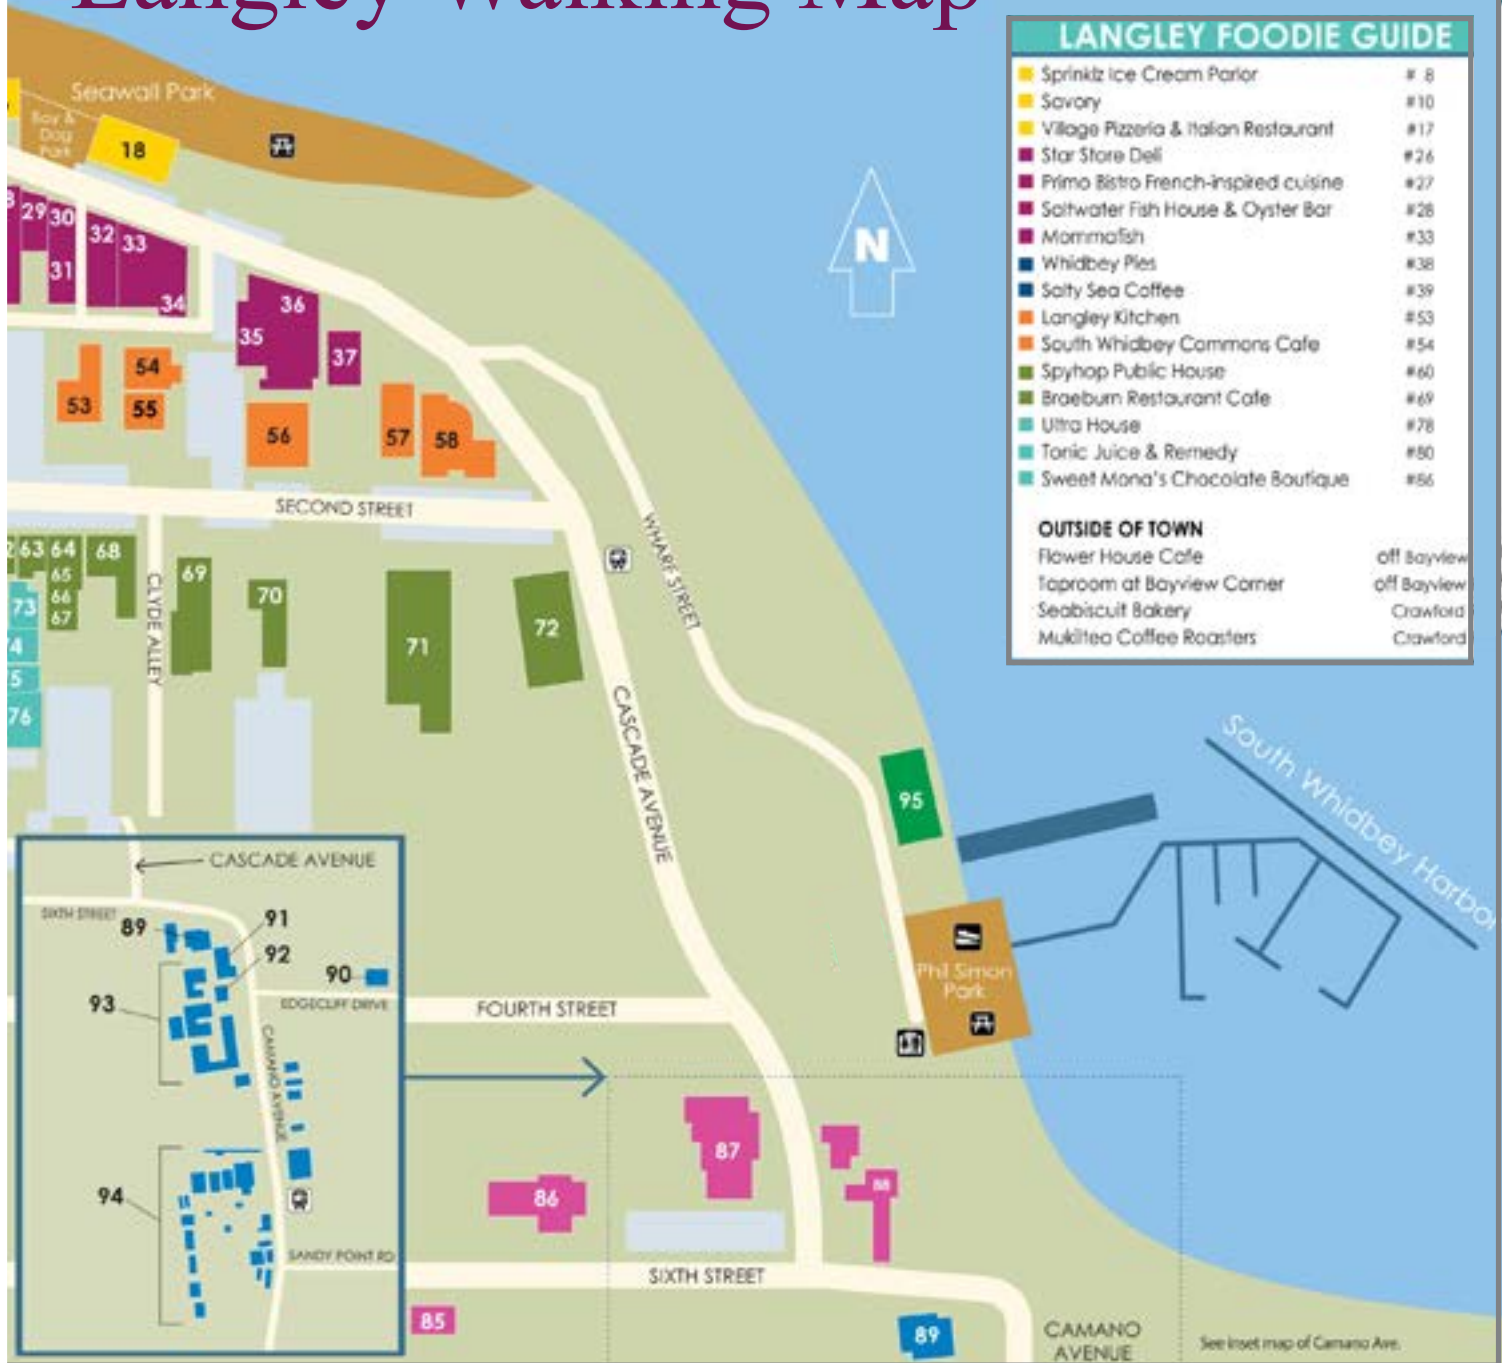 Langley Walking Map
LANGLEY FOODIE GUIDE
Sprinklz Ice Cream Parlor # 8
Savory #10
Village Pizzeria & Italian Restaurant #17
Star Store Deli #26
Primo Bistro French-inspired cuisine #27
Saltwater Fish House & Oyster Bar #28
Mommafish #33
Whidbey Pies #38
Salty Sea Coffee #39
Langley Kitchen #53
South Whidbey Commons Cafe #54
Spyhop Public House #60
Braeburn Restaurant Cafe #69
Ultra House #78
Tonic Juice & Remedy #80
Sweet Mona's Chocolate Boutique #86
OUTSIDE OF TOWN
Flower House Cafe off Bayview
Taproom at Bayview Corner off Bayview
Seabiscuit Bakery Crawford
Mukilteo Coffee Roasters Crawford
Seawall Park
Boy &
Dog
Park
18
N
29
30
31
32
33
34
35
36
37
53
54
55
56
57
58
SECOND STREET
WHARF STREET
63
64
65
66
67
68
CLYDE ALLEY
69
70
71
72
73
4
5
76
CASCADE AVENUE
95
South Whidbey Harbor
Phil Simon
Park
CASCADE AVENUE
SIXTH STREET
89
91
92
90
93
EDGECLIFF DRIVE
CAMANO AVENUE
94
SANDY POINT RD
FOURTH STREET
87
88
86
SIXTH STREET
85
89
CAMANO
AVENUE
See inset map of Camano Ave.